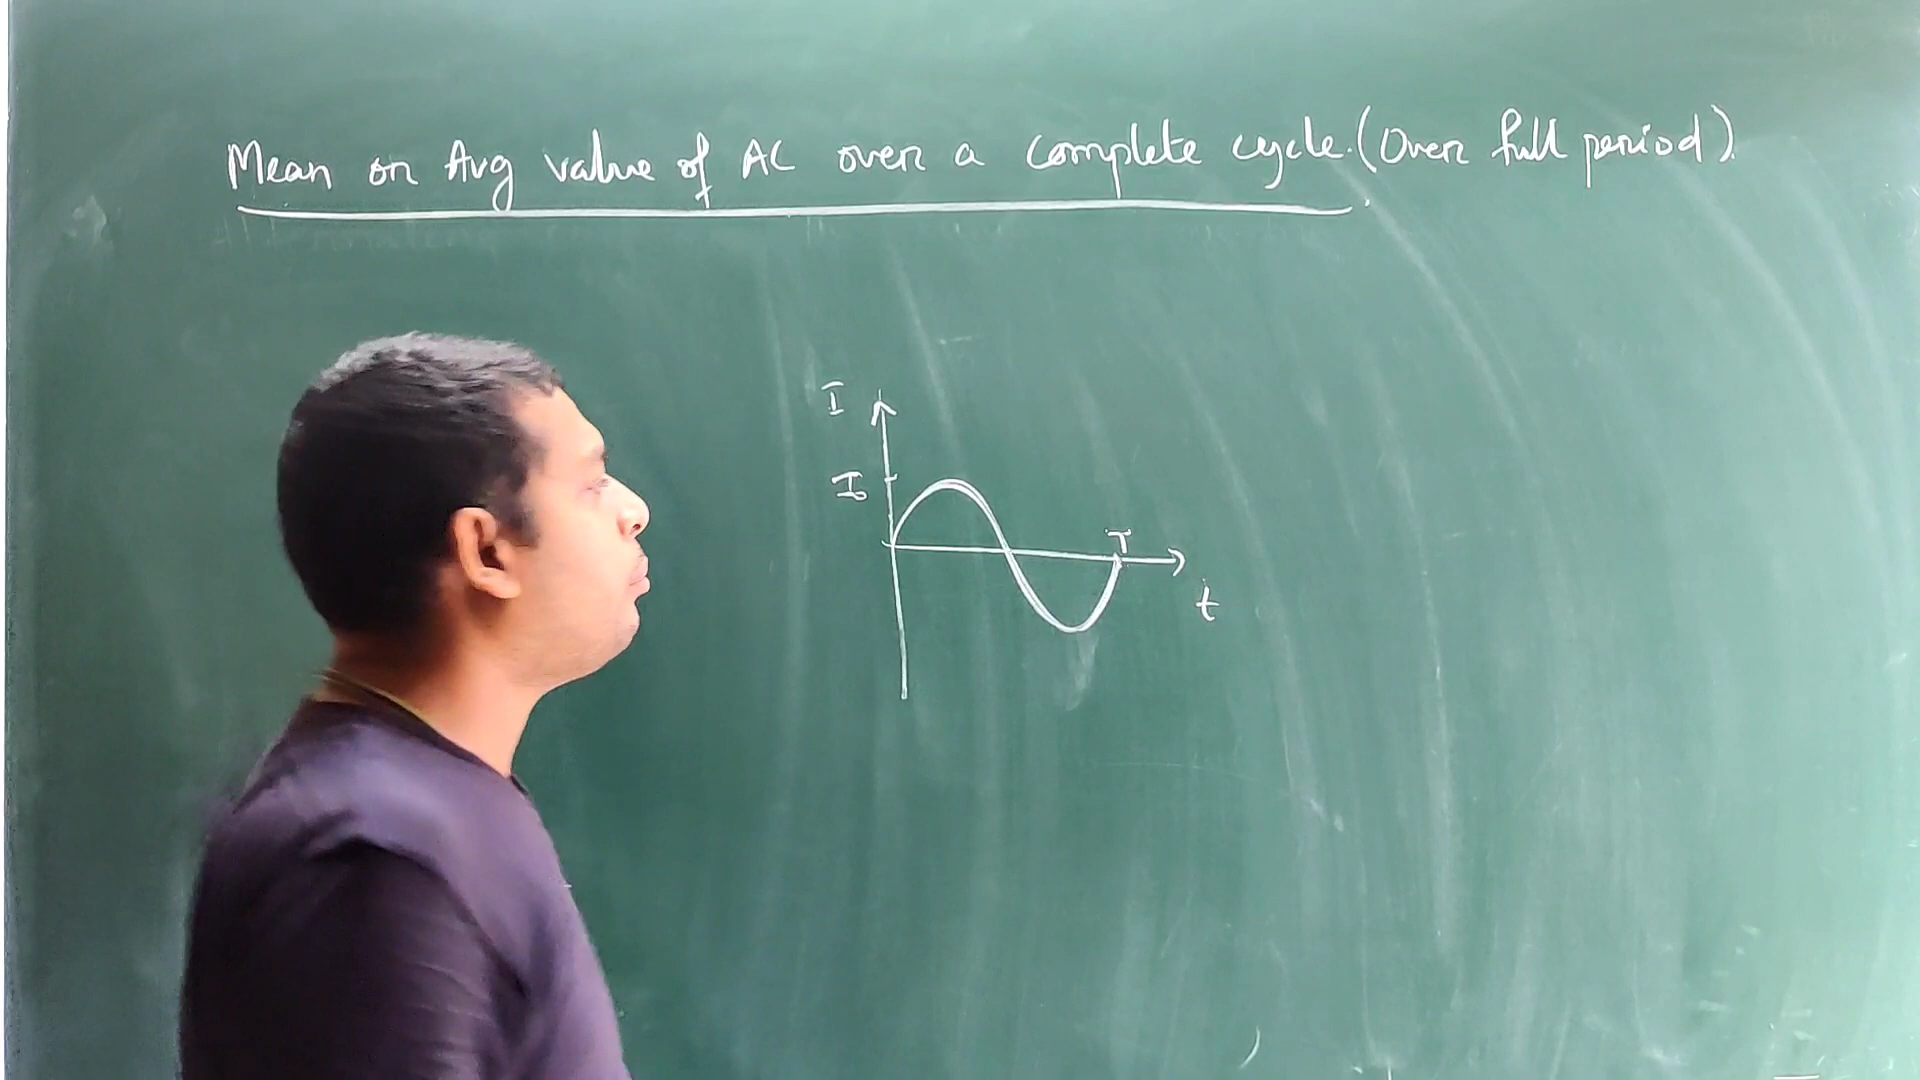 Mean or Avg value of AC over a complete cycle. (Over full period).
I
I₀
T
t